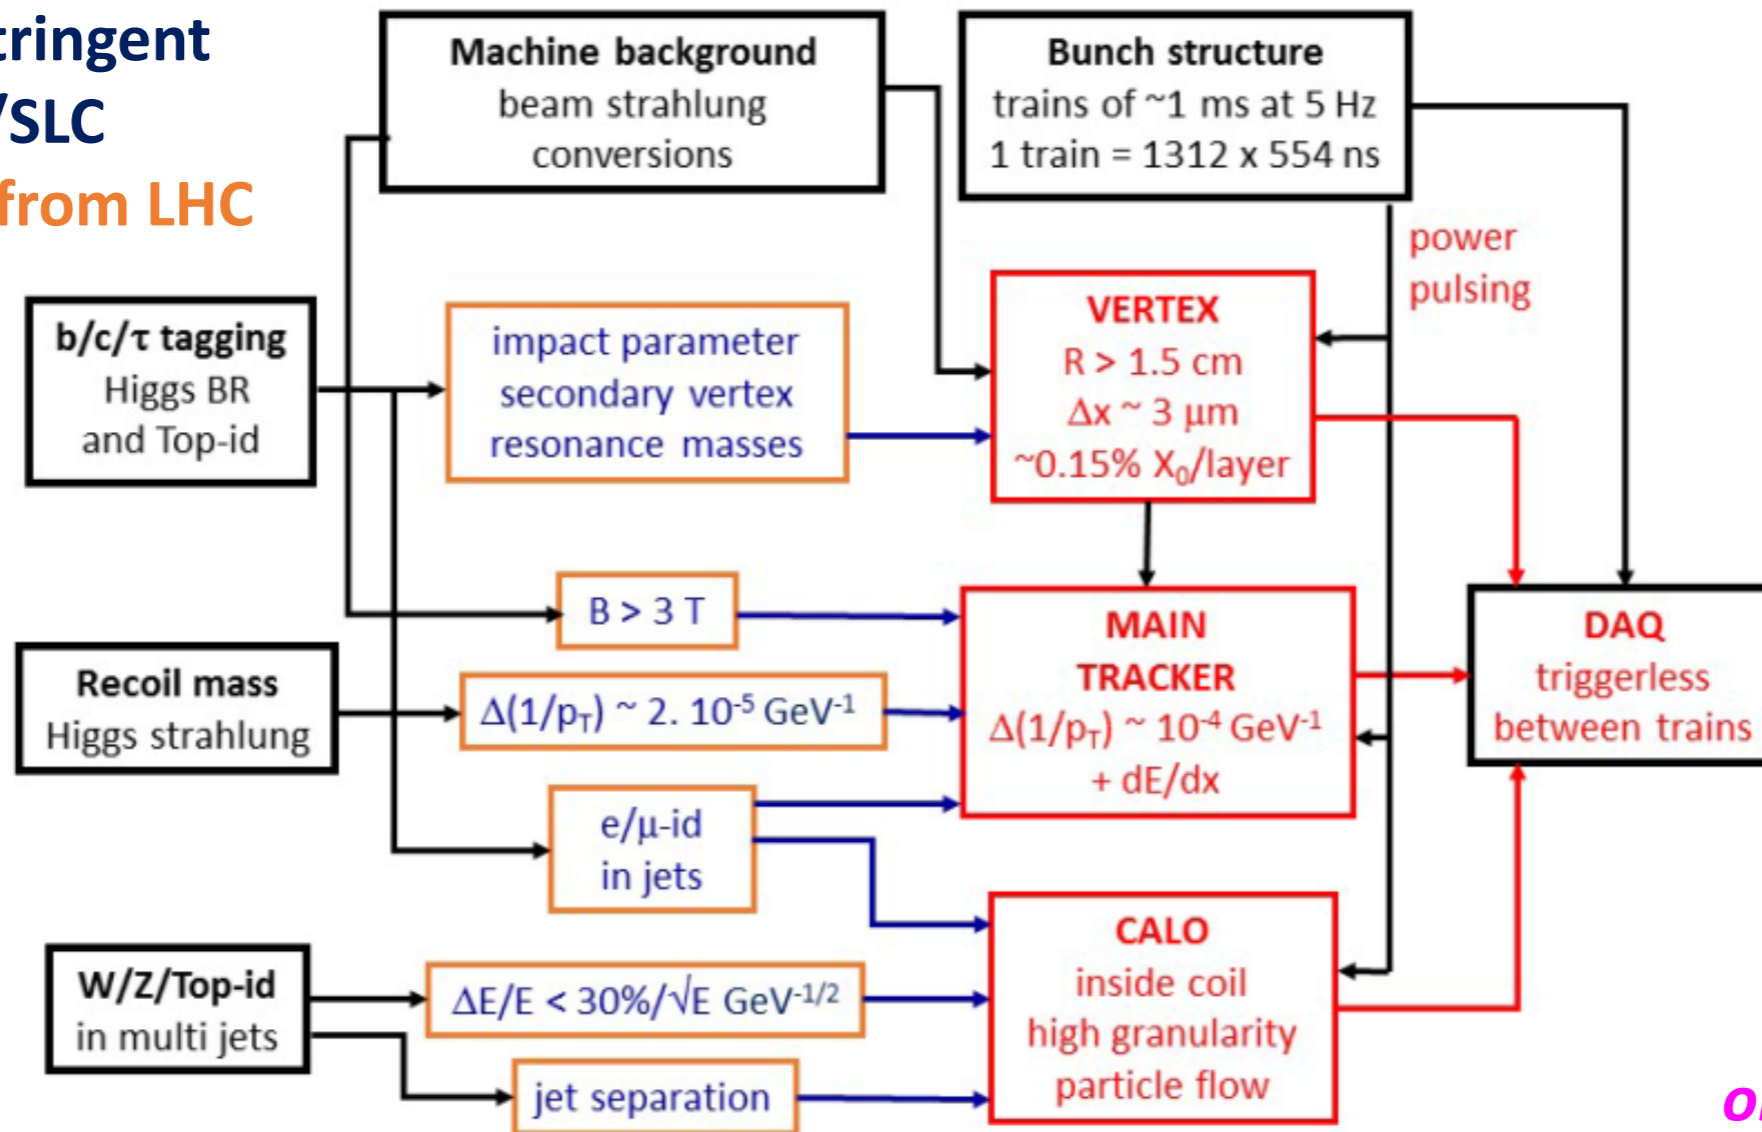 tringent
/SLC
from LHC
Machine background
beam strahlung
conversions
Bunch structure
trains of ~1 ms at 5 Hz
1 train = 1312 x 554 ns
power
pulsing
b/c/τ tagging
Higgs BR
and Top-id
impact parameter
secondary vertex
resonance masses
VERTEX
R > 1.5 cm
Δx ~ 3 μm
~0.15% X₀/layer
B > 3 T
Recoil mass
Higgs strahlung
Δ(1/pT) ~ 2. 10⁻⁵ GeV⁻¹
MAIN
TRACKER
Δ(1/pT) ~ 10⁻⁴ GeV⁻¹
+ dE/dx
DAQ
triggerless
between trains
e/μ-id
in jets
W/Z/Top-id
in multi jets
ΔE/E < 30%/√E GeV⁻¹/²
jet separation
CALO
inside coil
high granularity
particle flow